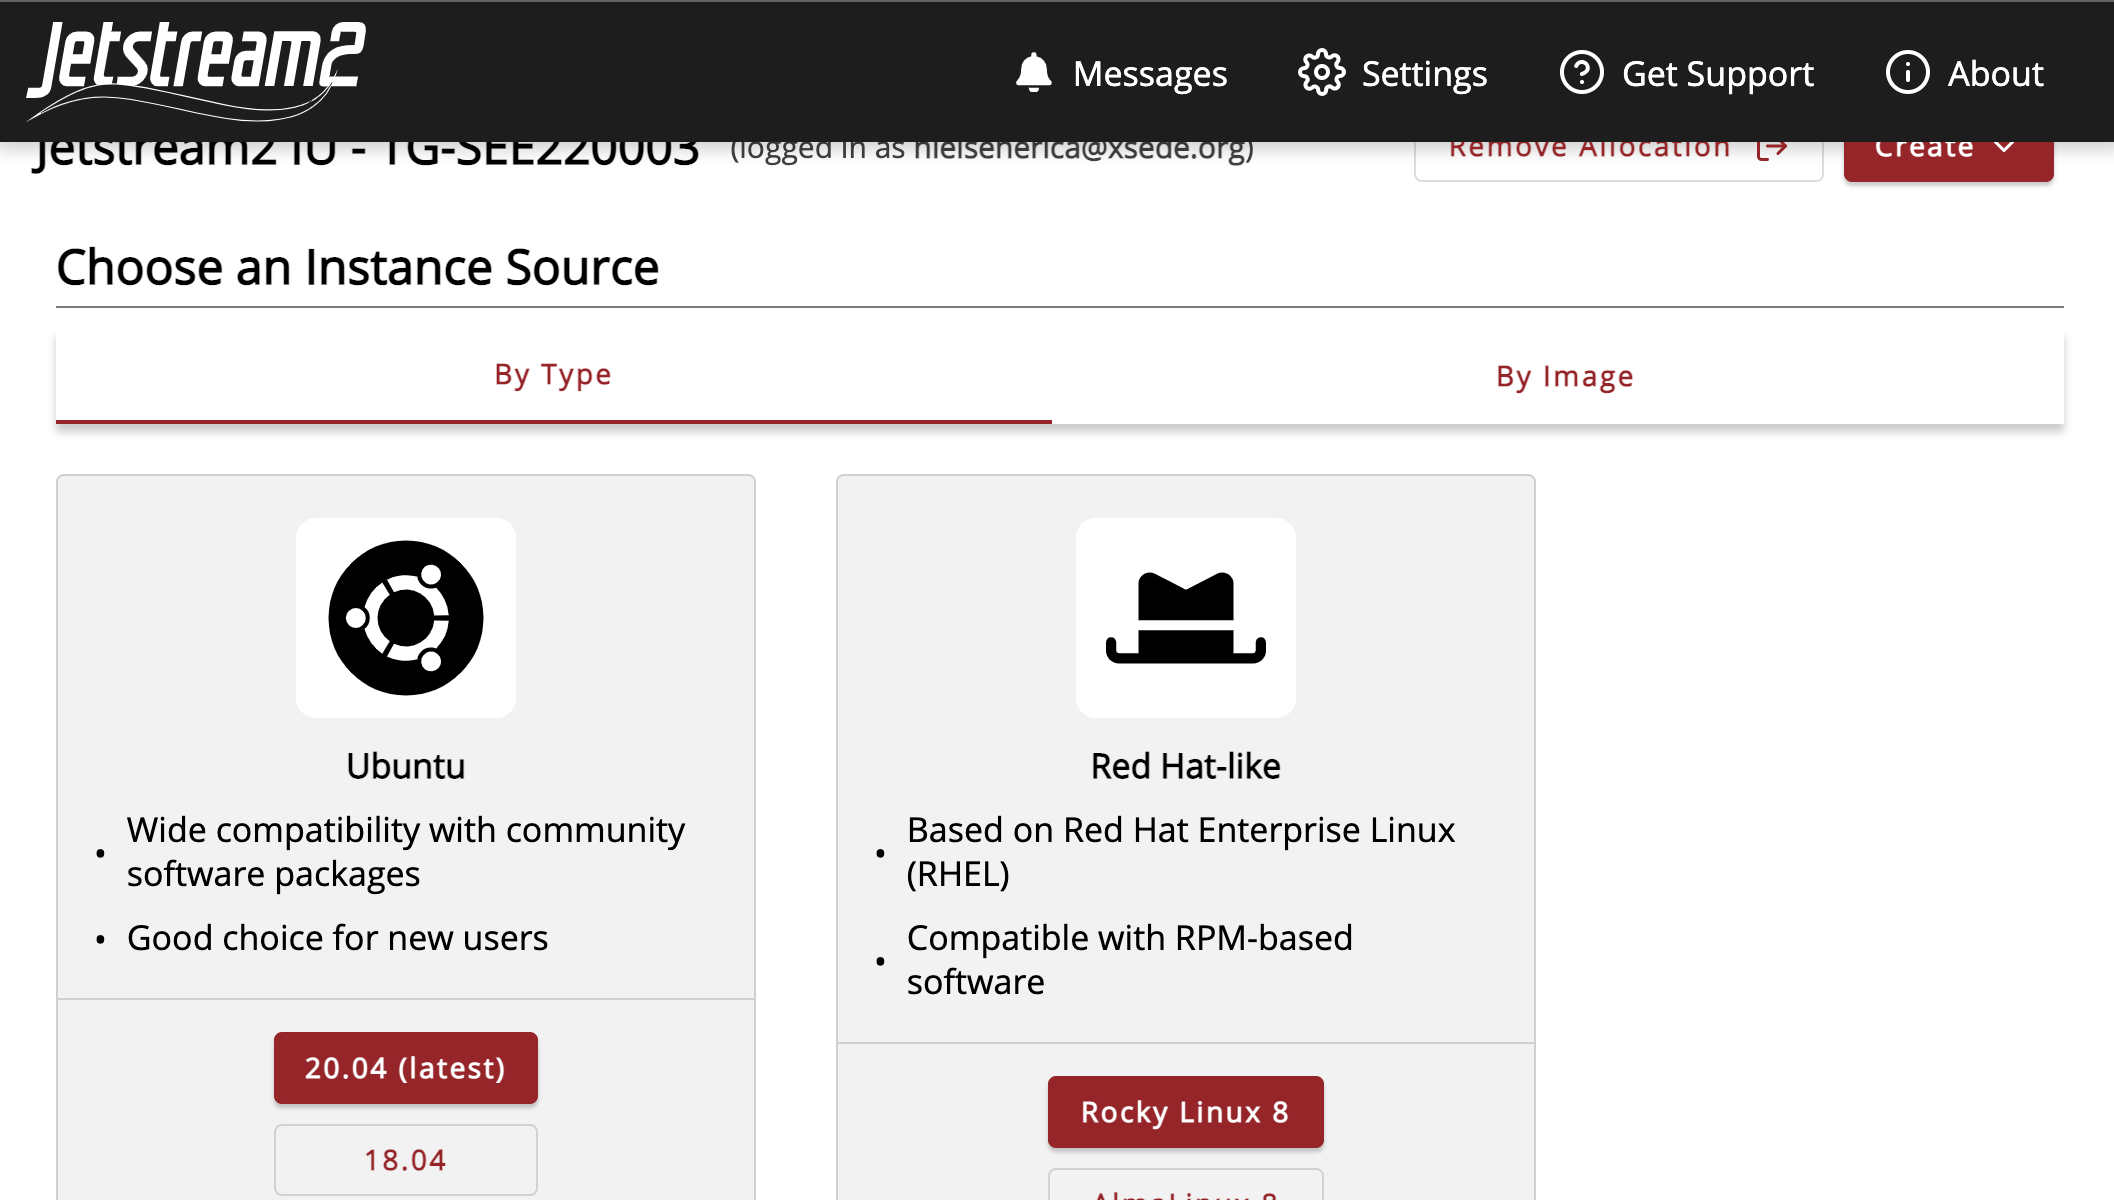 Jetstream2
Messages
Settings
Get Support
About
Jetstream2 IU - TG-SEE220003 (logged in as nielsenerica@xsede.org)
Remove Allocation
Create
Choose an Instance Source
By Type
By Image
Ubuntu
Wide compatibility with community
software packages
Good choice for new users
20.04 (latest)
18.04
Red Hat-like
Based on Red Hat Enterprise Linux
(RHEL)
Compatible with RPM-based
software
Rocky Linux 8
AlmaLinux 8